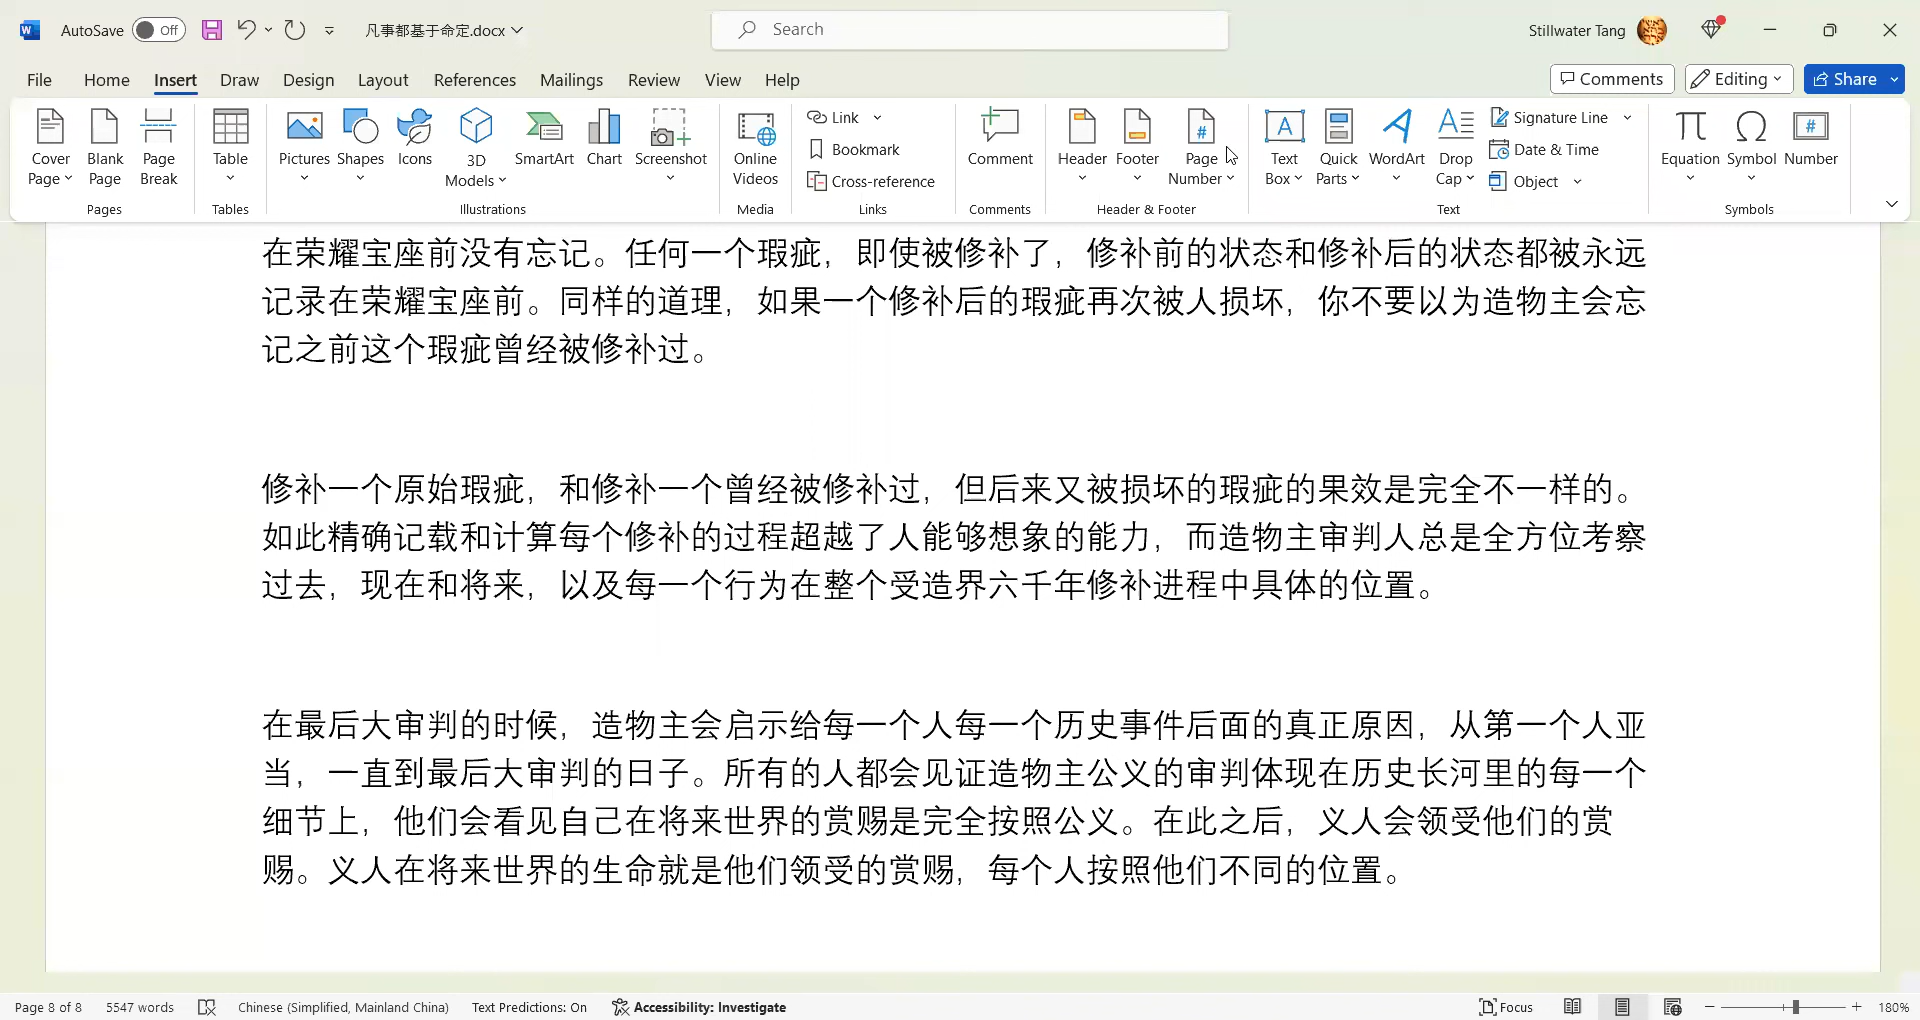 AutoSave Off 凡事都基于命定.docx Search Stillwater Tang
File Home Insert Draw Design Layout References Mailings Review View Help Comments Editing Share
Cover Page Blank Page Page Break Table Pictures Shapes Icons 3D Models SmartArt Chart Screenshot Online Videos Link Bookmark Cross-reference Comment Header Footer Page Number Text Box Quick Parts WordArt Drop Cap Signature Line Date & Time Object Equation Symbol Number
Pages Tables Illustrations Media Links Comments Header & Footer Text Symbols
在荣耀宝座前没有忘记。任何一个瑕疵，即使被修补了，修补前的状态和修补后的状态都被永远
记录在荣耀宝座前。同样的道理，如果一个修补后的瑕疵再次被人损坏，你不要以为造物主会忘
记之前这个瑕疵曾经被修补过。
修补一个原始瑕疵，和修补一个曾经被修补过，但后来又被损坏的瑕疵的果效是完全不一样的。
如此精确记载和计算每个修补的过程超越了人能够想象的能力，而造物主审判人总是全方位考察
过去，现在和将来，以及每一个行为在整个受造界六千年修补进程中具体的位置。
在最后大审判的时候，造物主会启示给每一个人每一个历史事件后面的真正原因，从第一个人亚
当，一直到最后大审判的日子。所有的人都会见证造物主公义的审判体现在历史长河里的每一个
细节上，他们会看见自己在将来世界的赏赐是完全按照公义。在此之后，义人会领受他们的赏
赐。义人在将来世界的生命就是他们领受的赏赐，每个人按照他们不同的位置。
Page 8 of 8 5547 words Chinese (Simplified, Mainland China) Text Predictions: On Accessibility: Investigate Focus 180%